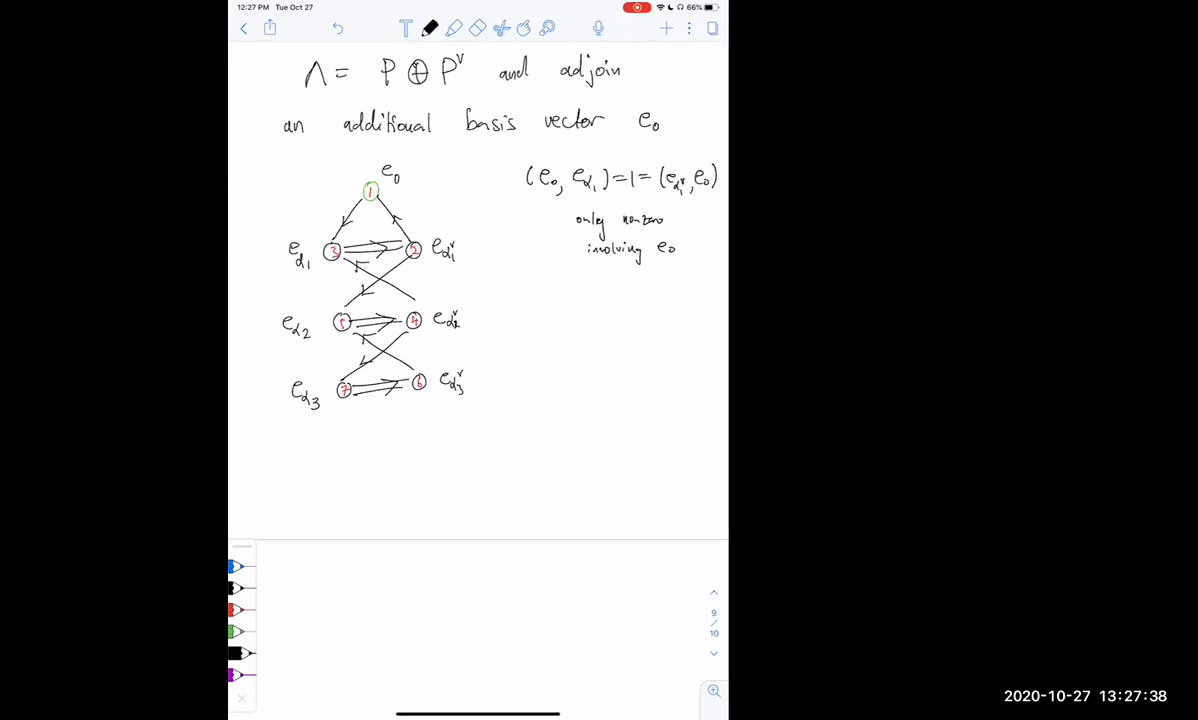 12:27 PM Tue Oct 27
66%
Λ = P ⊕ P^∨ and adjoin
an additional basis vector e₀
e₀
(e₀, e_{α₁}) = 1 = (e_{α₁^∨}, e₀)
1
only nonzero
involving e₀
e_{α₁} 3 2 e_{α₁^∨}
e_{α₂} 5 4 e_{α₂^∨}
e_{α₃} 7 6 e_{α₃^∨}
9
/
10
2020-10-27 13:27:38